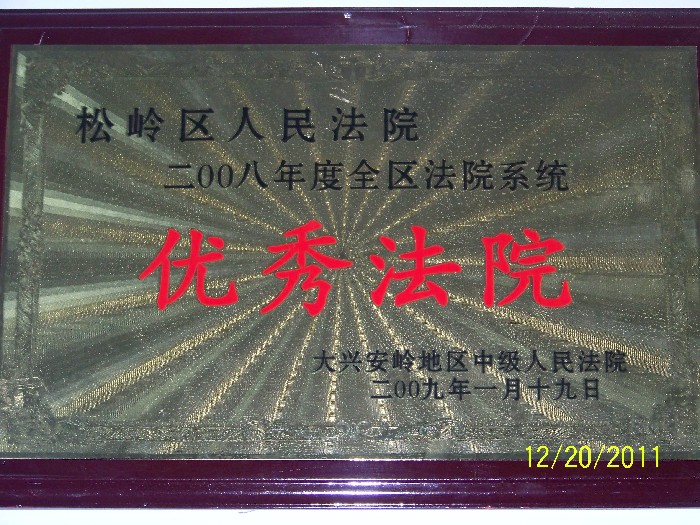 松岭区人民法院
二00八年度全区法院系统
优秀法院
大兴安岭地区中级人民法院
二00九年一月十九日
12/20/2011